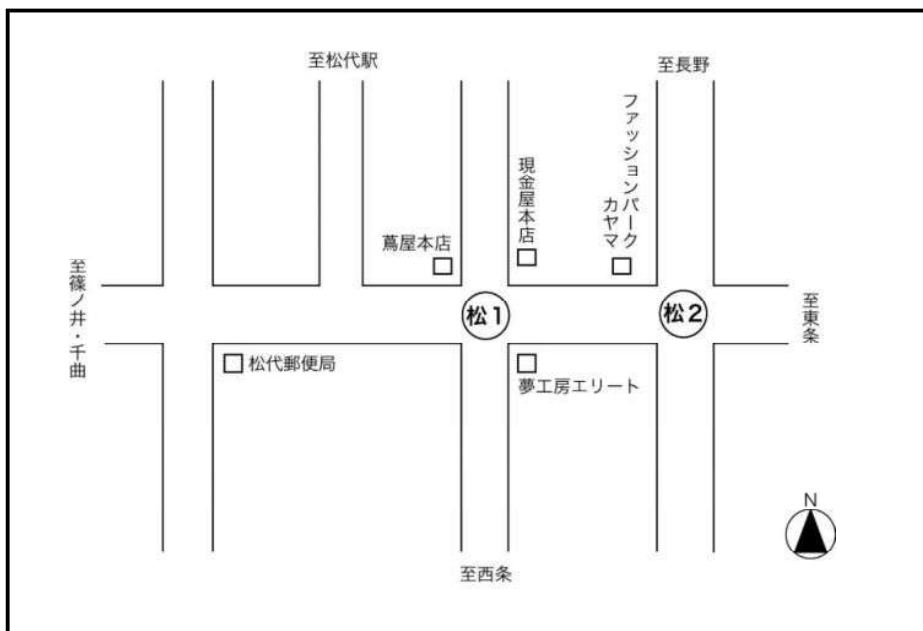 至松代駅
至長野
ファッションパーク
カヤマ
現金屋本店
蔦屋本店
至篠ノ井・千曲
松1
松2
至東条
松代郵便局
夢工房エリート
N
至西条